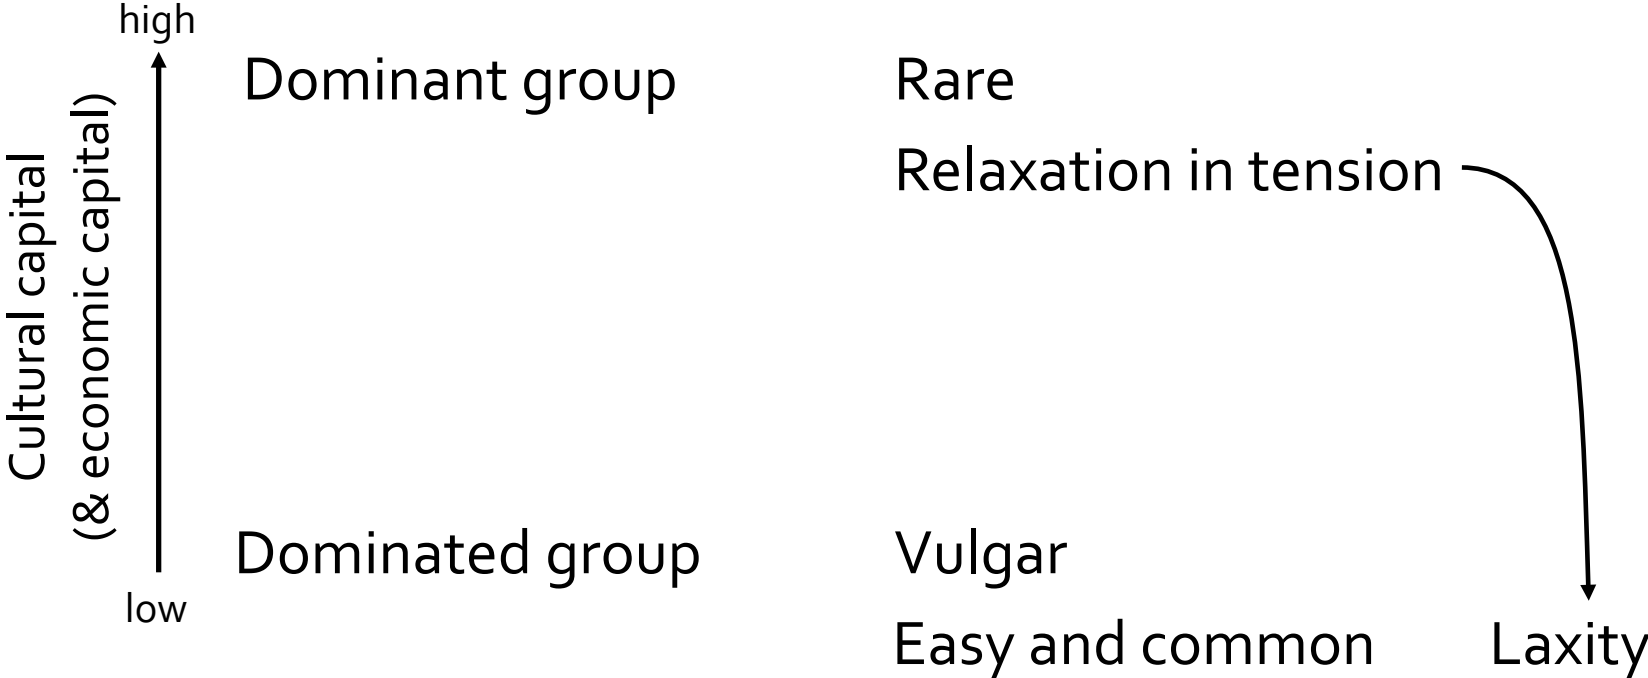 high
Cultural capital
(& economic capital)
Dominant group
Rare
Relaxation in tension
Dominated group
Vulgar
low
Easy and common
Laxity